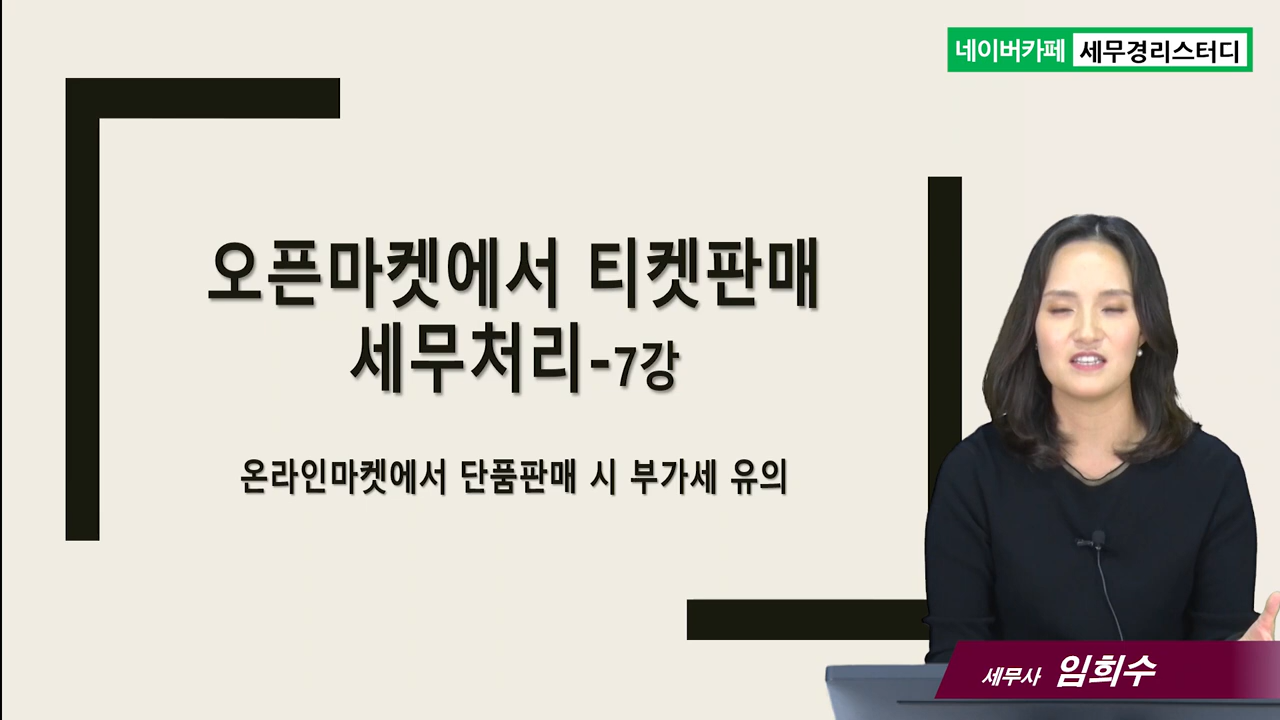 네이버카페 세무경리스터디
오픈마켓에서 티켓판매
세무처리-7강
온라인마켓에서 단품판매 시 부가세 유의
세무사 임희수